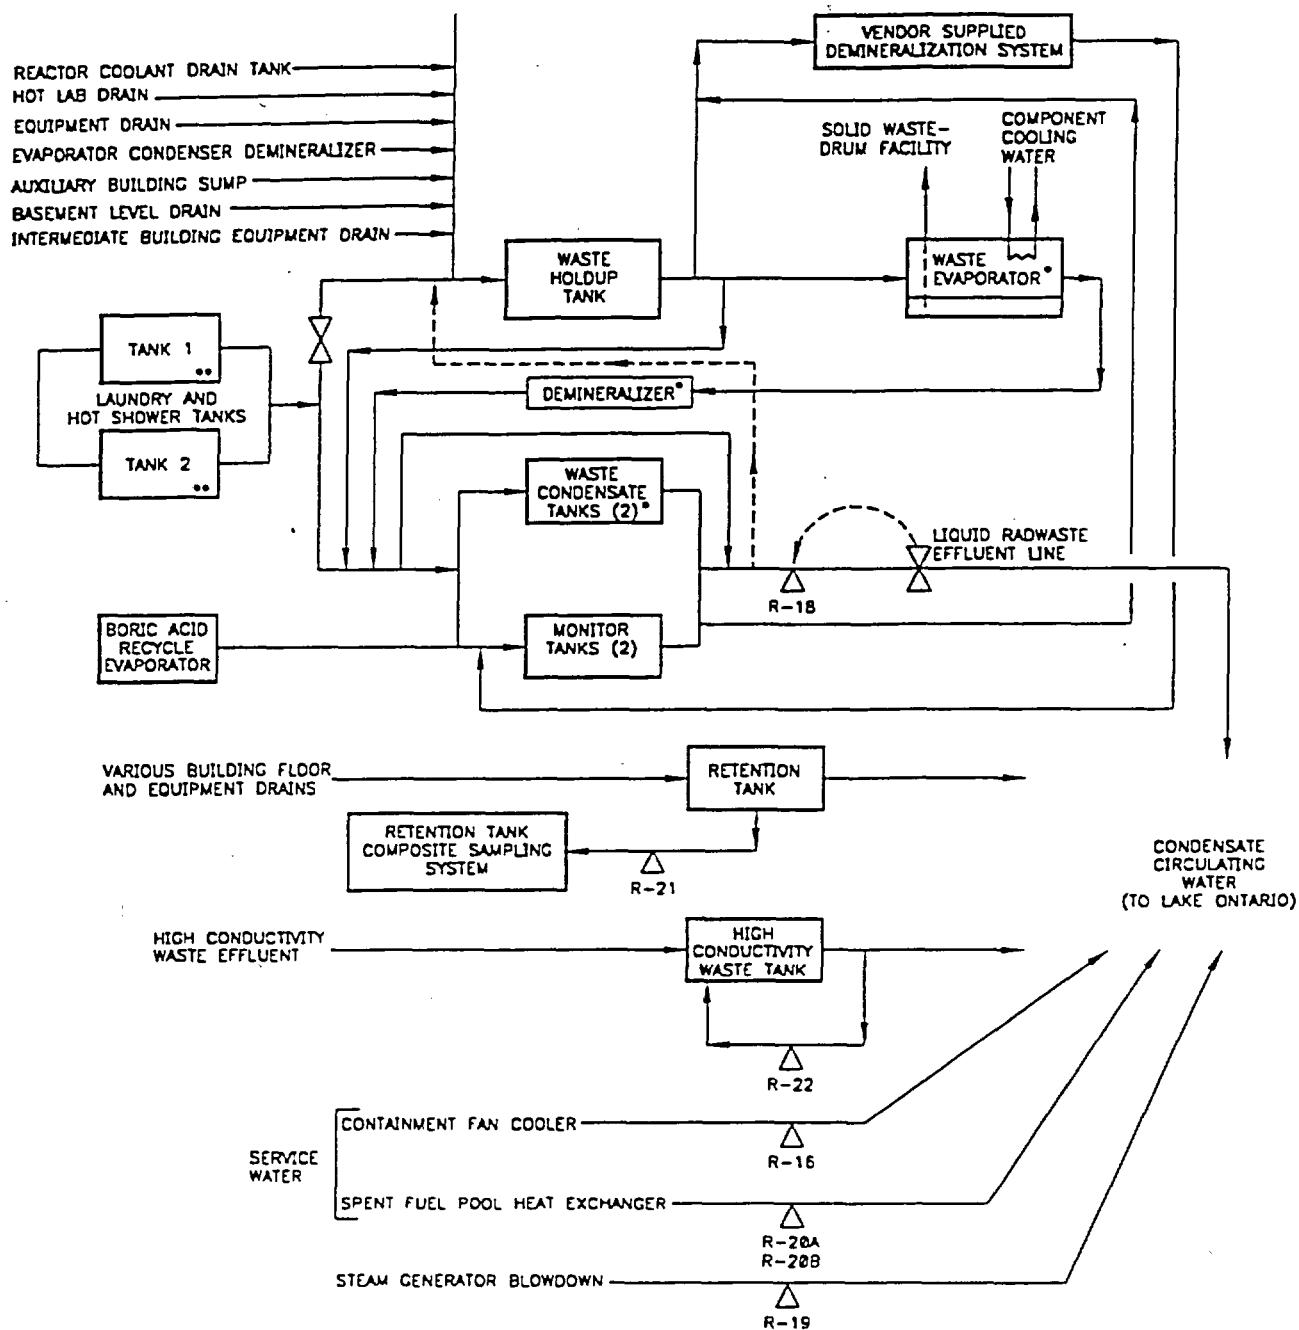 VENDOR SUPPLIED
DEMINERALIZATION SYSTEM
REACTOR COOLANT DRAIN TANK
HOT LAB DRAIN
EQUIPMENT DRAIN
EVAPORATOR CONDENSER DEMINERALIZER
AUXILIARY BUILDING SUMP
BASEMENT LEVEL DRAIN
INTERMEDIATE BUILDING EQUIPMENT DRAIN
SOLID WASTE-
DRUM FACILITY
COMPONENT
COOLING
WATER
WASTE
HOLDUP
TANK
WASTE
EVAPORATOR*
TANK 1
**
LAUNDRY AND
HOT SHOWER TANKS
TANK 2
**
DEMINERALIZER*
WASTE
CONDENSATE
TANKS (2)*
LIQUID RADWASTE
EFFLUENT LINE
R-18
BORIC ACID
RECYCLE
EVAPORATOR
MONITOR
TANKS (2)
VARIOUS BUILDING FLOOR
AND EQUIPMENT DRAINS
RETENTION
TANK
RETENTION TANK
COMPOSITE SAMPLING
SYSTEM
R-21
CONDENSATE
CIRCULATING
WATER
(TO LAKE ONTARIO)
HIGH CONDUCTIVITY
WASTE EFFLUENT
HIGH
CONDUCTIVITY
WASTE TANK
R-22
SERVICE
WATER
CONTAINMENT FAN COOLER
R-16
SPENT FUEL POOL HEAT EXCHANGER
R-20A
R-20B
STEAM GENERATOR BLOWDOWN
R-19